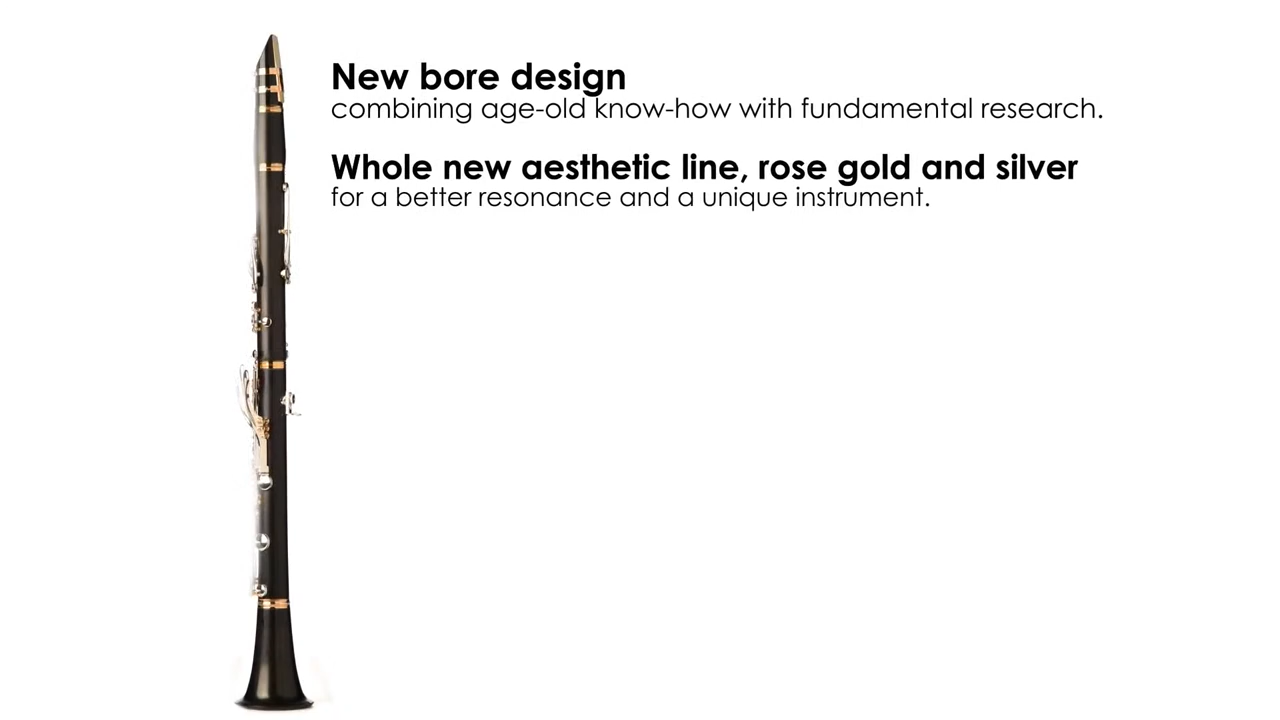 New bore design
combining age-old know-how with fundamental research.
Whole new aesthetic line, rose gold and silver
for a better resonance and a unique instrument.